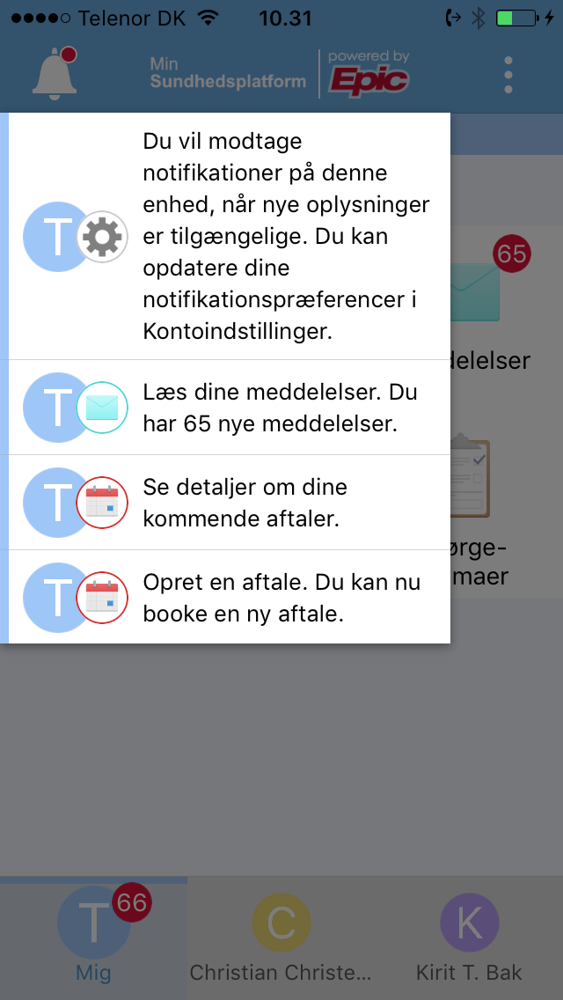 Telenor DK 10.31
Min
Sundhedsplatform
powered by
Epic
Du vil modtage
notifikationer på denne
enhed, når nye oplysninger
er tilgængelige. Du kan
opdatere dine
notifikationspræferencer i
Kontoindstillinger.
T
65
delelser
Læs dine meddelelser. Du
har 65 nye meddelelser.
T
Se detaljer om dine
kommende aftaler.
T
ørge-
maer
Opret en aftale. Du kan nu
booke en ny aftale.
T
T 66
Mig
C
Christian Christe...
K
Kirit T. Bak